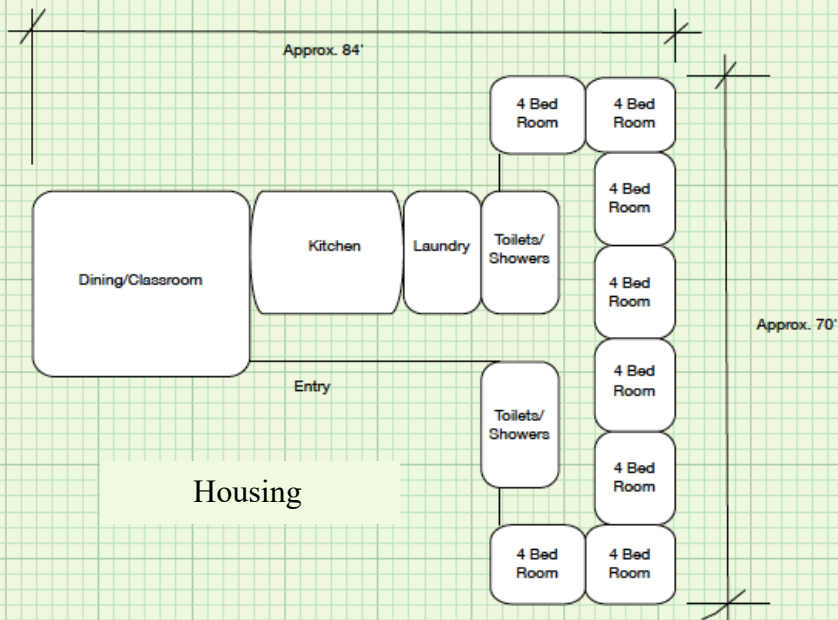 Approx. 84'
4 Bed
Room
4 Bed
Room
4 Bed
Room
Dining/Classroom
Kitchen
Laundry
Toilets/
Showers
4 Bed
Room
Approx. 70'
4 Bed
Room
Entry
Toilets/
Showers
4 Bed
Room
Housing
4 Bed
Room
4 Bed
Room